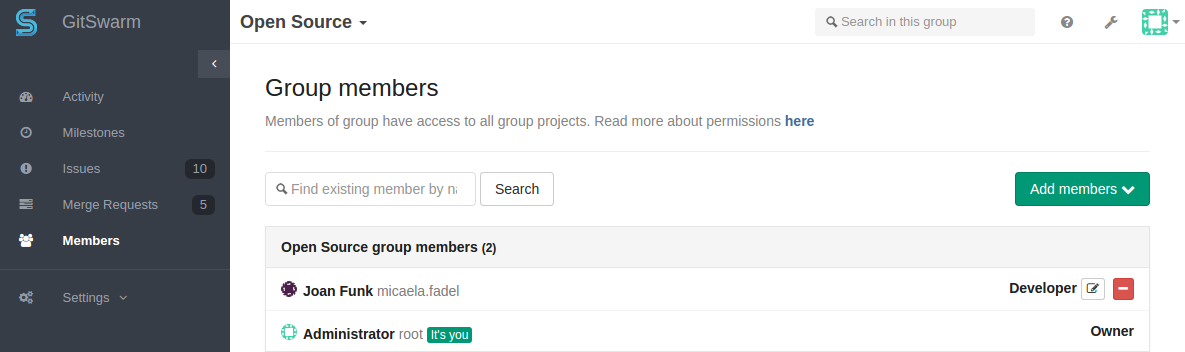 GitSwarm
Open Source
Search in this group
Activity
Milestones
Issues 10
Merge Requests 5
Members
Settings
Group members
Members of group have access to all group projects. Read more about permissions here
Find existing member by na
Search
Add members
Open Source group members (2)
Joan Funk micaela.fadel
Developer
Administrator root It's you
Owner